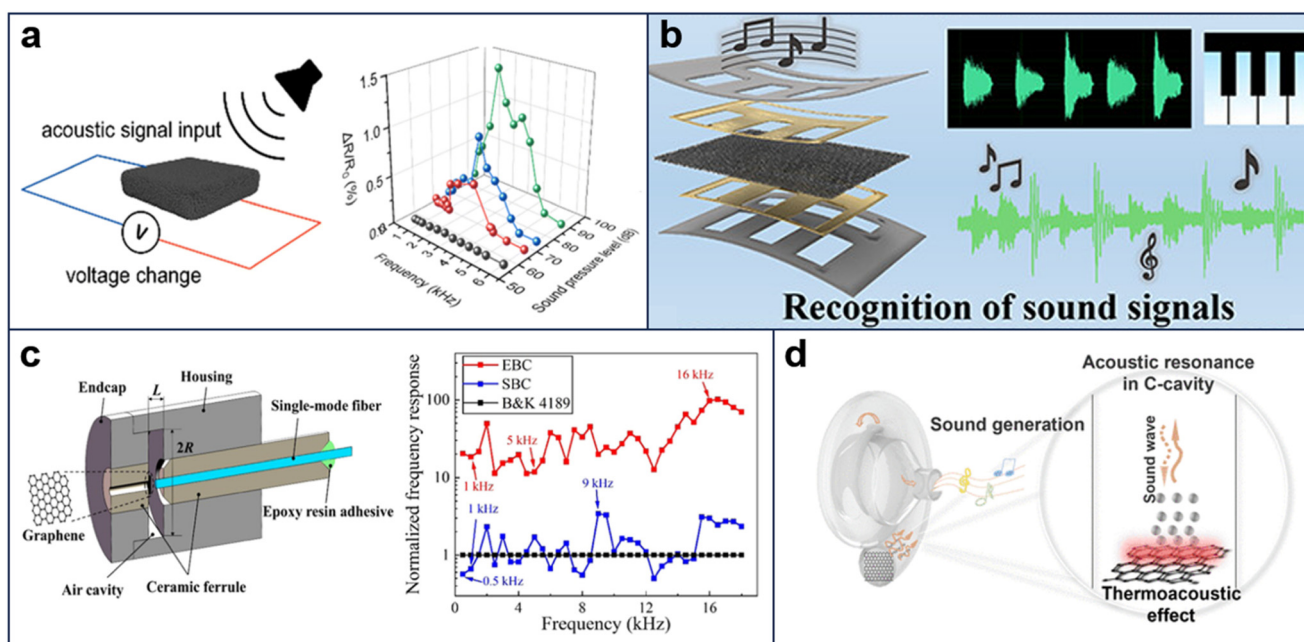 a
acoustic signal input
V
voltage change
1.5
1.0
0.5
0.0
ΔR/R₀ (%)
0
1
2
3
4
5
6
Frequency (kHz)
50
60
70
80
90
100
Sound pressure level (dB)
b
Recognition of sound signals
c
Endcap
L
Housing
Single-mode fiber
2R
Graphene
Epoxy resin adhesive
Air cavity
Ceramic ferrule
Normalized frequency response
100
10
1
EBC
SBC
B&K 4189
16 kHz
5 kHz
1 kHz
9 kHz
1 kHz
0.5 kHz
0
4
8
12
16
Frequency (kHz)
d
Acoustic resonance
in C-cavity
Sound generation
Sound wave
Thermoacoustic
effect